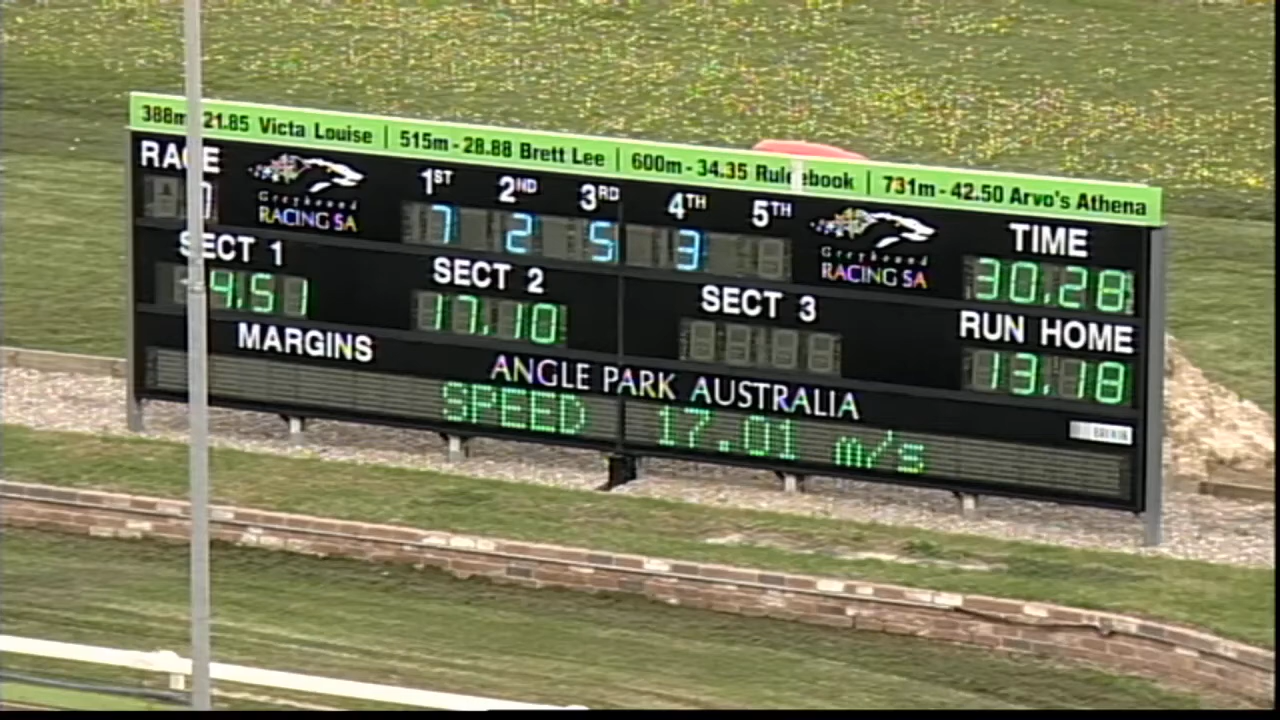 388m 21.85 Victa Louise | 515m - 28.88 Brett Lee | 600m - 34.35 Rulebook | 731m - 42.50 Arvo's Athena
RACE
Greyhound
RACING SA
1ST 2ND 3RD 4TH 5TH
7 2 5 3
Greyhound
RACING SA
TIME
30.28
SECT 1
4.51
SECT 2
17.10
SECT 3
RUN HOME
13.18
MARGINS
ANGLE PARK AUSTRALIA
SPEED 17.01 m/s